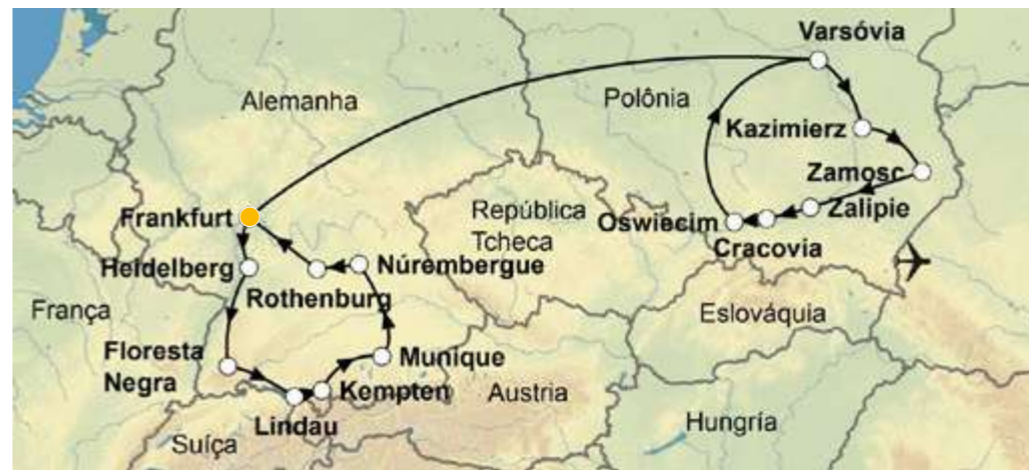 Varsóvia
Alemanha
Polônia
Kazimierz
Zamosc
Zalipie
Frankfurt
República
Tcheca
Oswiecim
Cracovia
Heidelberg
Núrembergue
Rothenburg
França
Eslováquia
Floresta
Negra
Munique
Kempten
Austria
Lindau
Hungría
Suíça